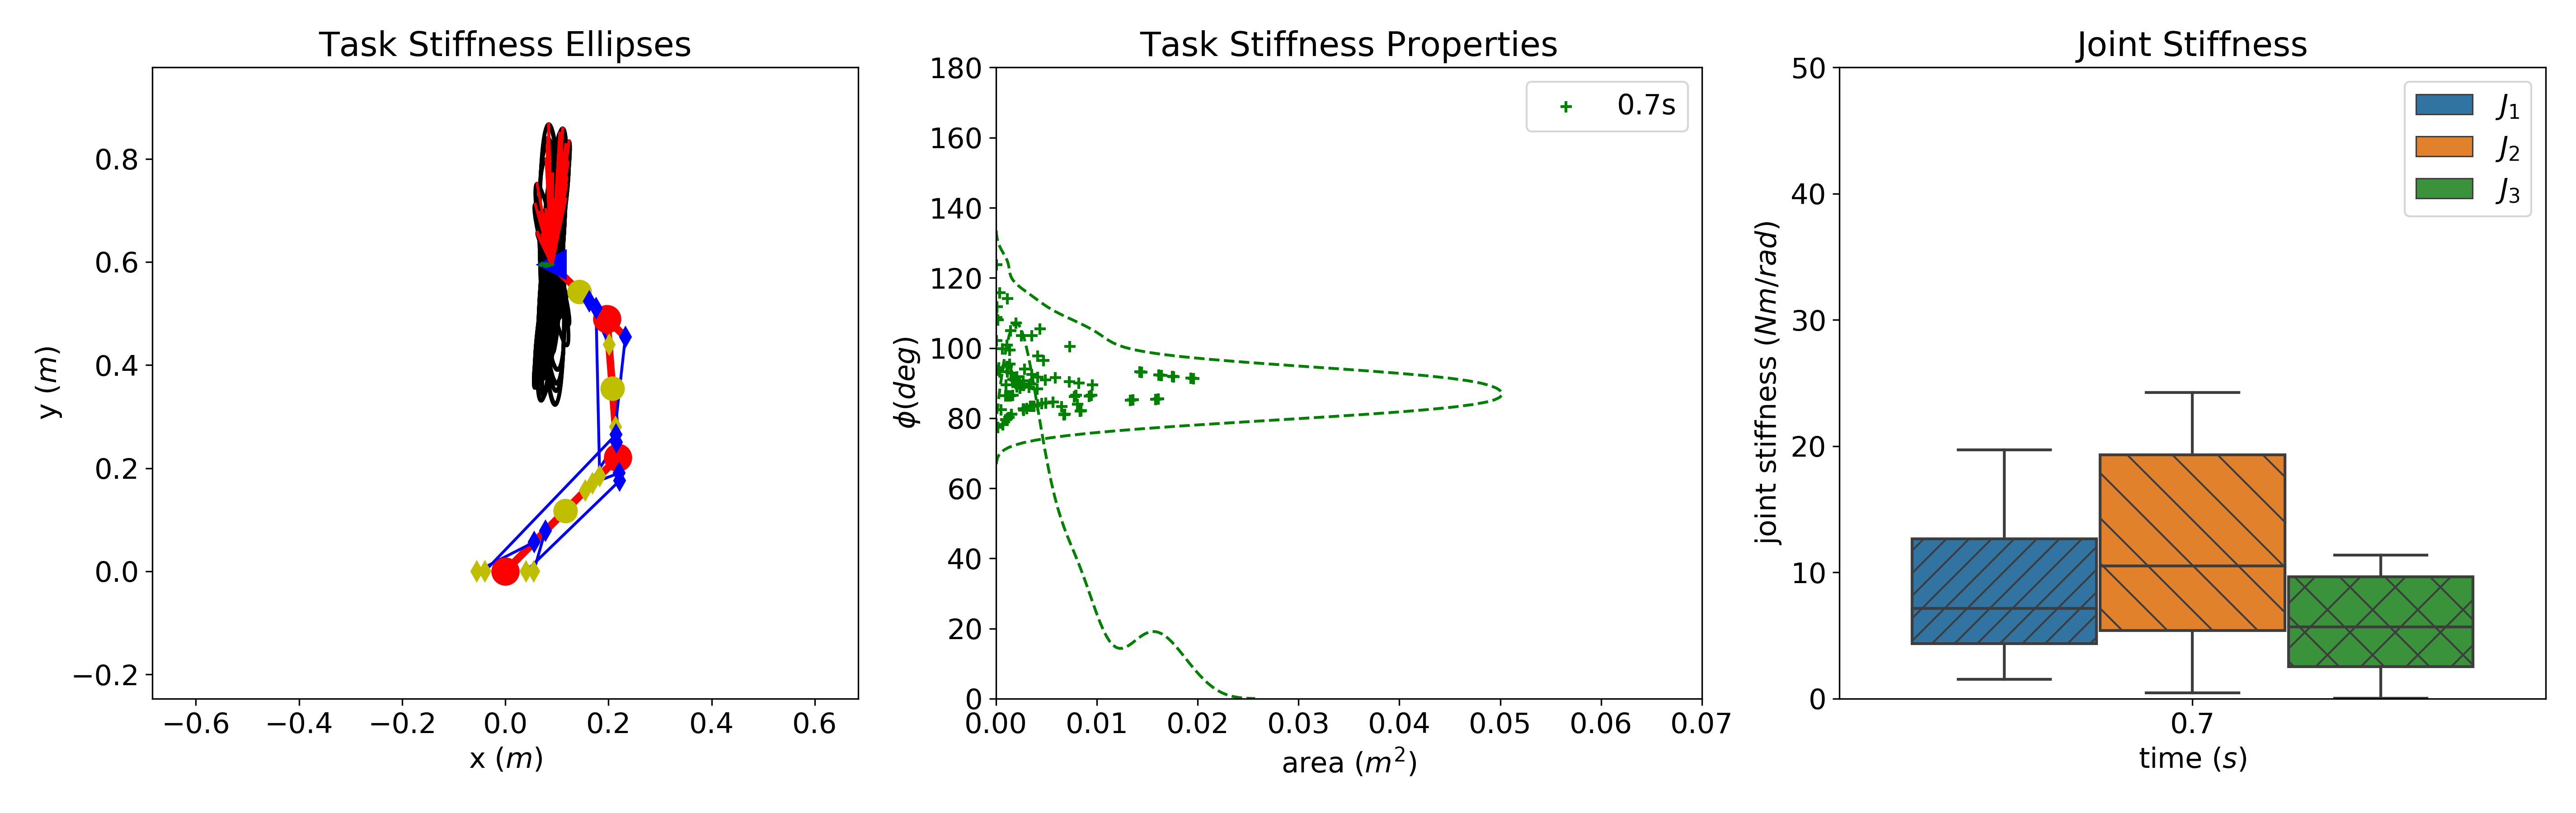 Task Stiffness Ellipses
y (m)
0.8
0.6
0.4
0.2
0.0
−0.2
−0.6
−0.4
−0.2
0.0
0.2
0.4
0.6
x (m)
Task Stiffness Properties
ϕ(deg)
180
160
140
120
100
80
60
40
20
0
0.7s
0.00
0.01
0.02
0.03
0.04
0.05
0.06
0.07
area (m²)
Joint Stiffness
joint stiffness (Nm/rad)
50
40
30
20
10
0
J₁
J₂
J₃
0.7
time (s)